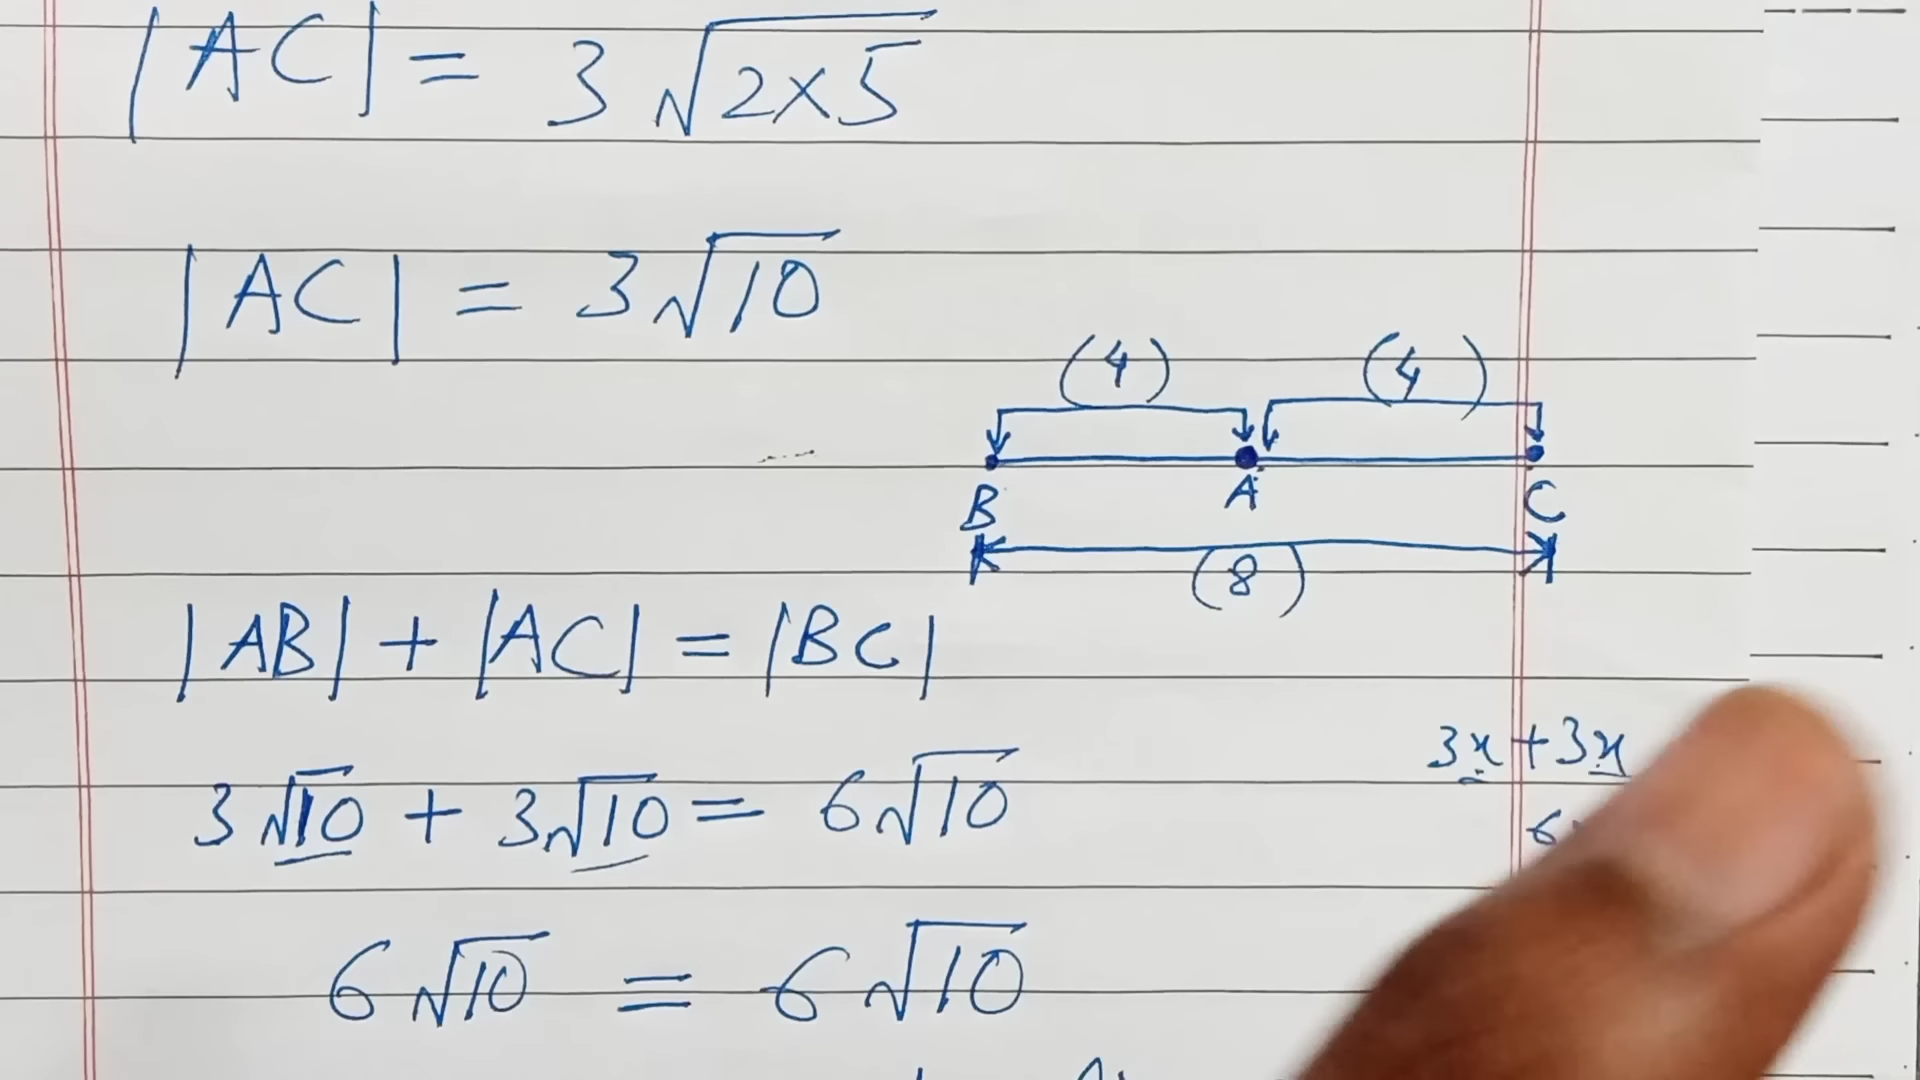 |AC| = 3√2×5
|AC| = 3√10
(4) (4)
B A C
(8)
|AB| + |AC| = |BC|
3x + 3x
3√10 + 3√10 = 6√10
6
6√10 = 6√10